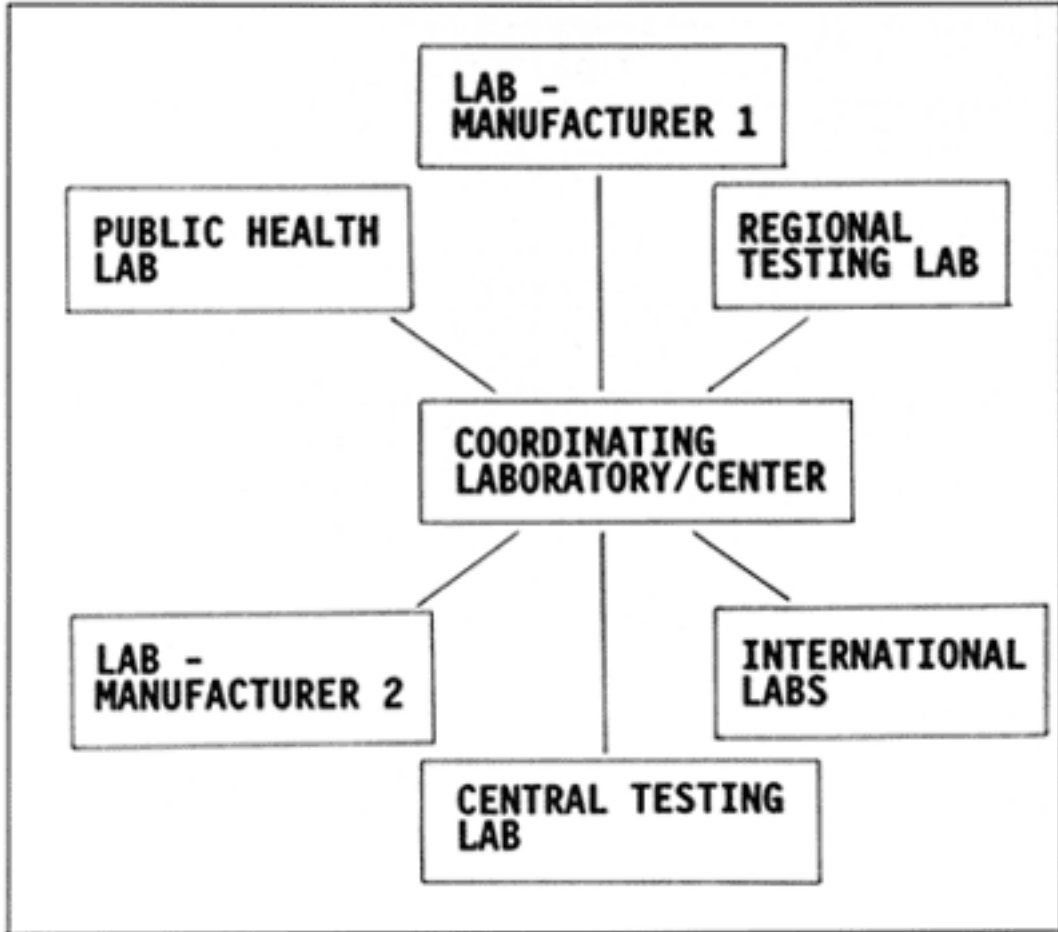 LAB -
MANUFACTURER 1
PUBLIC HEALTH
LAB
REGIONAL
TESTING LAB
COORDINATING
LABORATORY/CENTER
LAB -
MANUFACTURER 2
INTERNATIONAL
LABS
CENTRAL TESTING
LAB